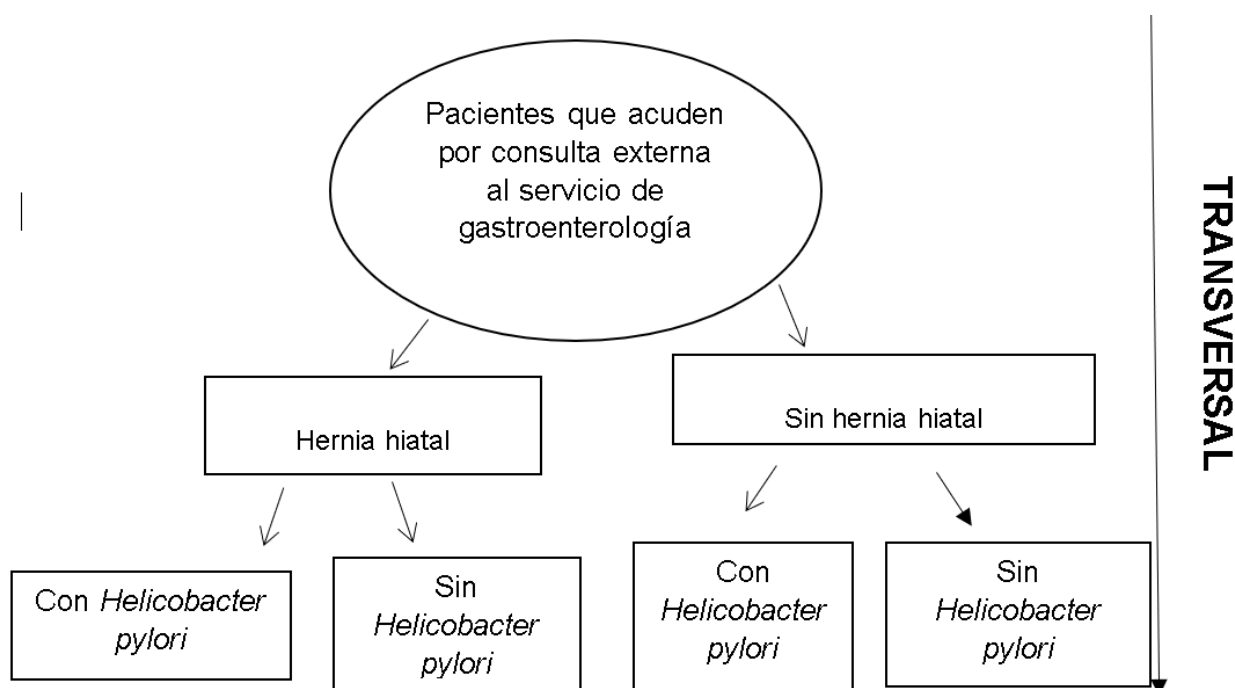 Pacientes que acuden
por consulta externa
al servicio de
gastroenterología
Hernia hiatal
Sin hernia hiatal
Con Helicobacter
pylori
Sin
Helicobacter
pylori
Con
Helicobacter
pylori
Sin
Helicobacter
pylori
TRANSVERSAL